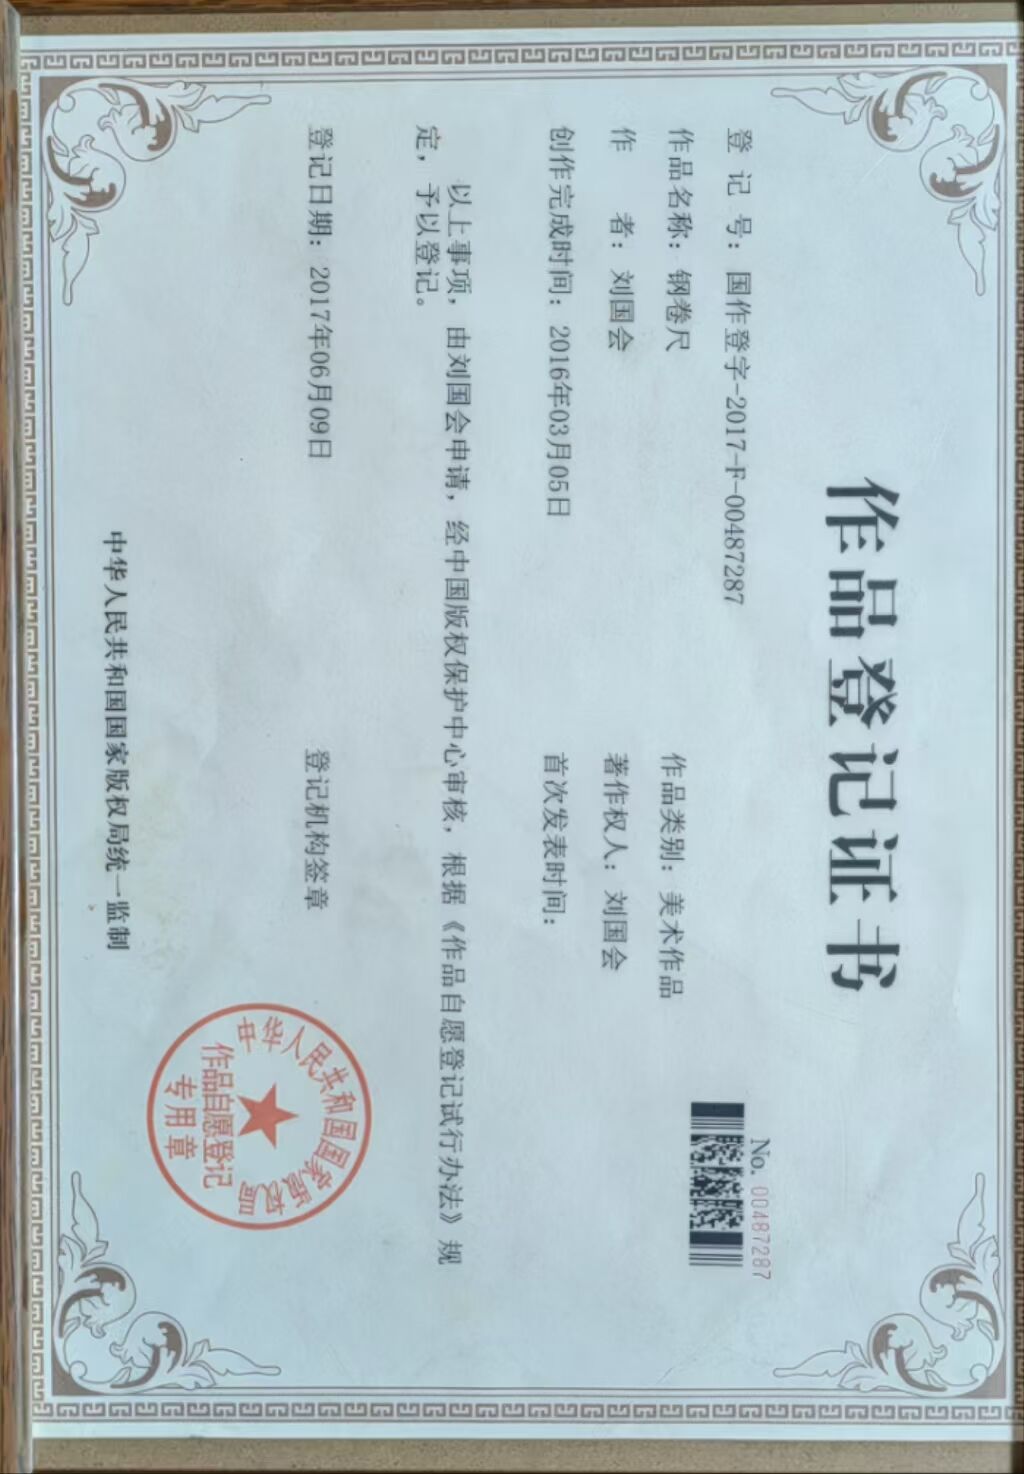 作品登记证书
No. 00487287
登 记 号：国作登字-2017-F-00487287
作品名称：钢卷尺 作品类别：美术作品
作 者：刘国会 著作权人：刘国会
创作完成时间：2016年03月05日 首次发表时间：
以上事项，由刘国会申请，经中国版权保护中心审核，根据《作品自愿登记试行办法》规
定，予以登记。
登记日期：2017年06月09日 登记机构签章
中华人民共和国国家版权局
作品自愿登记
专用章
中华人民共和国国家版权局统一监制